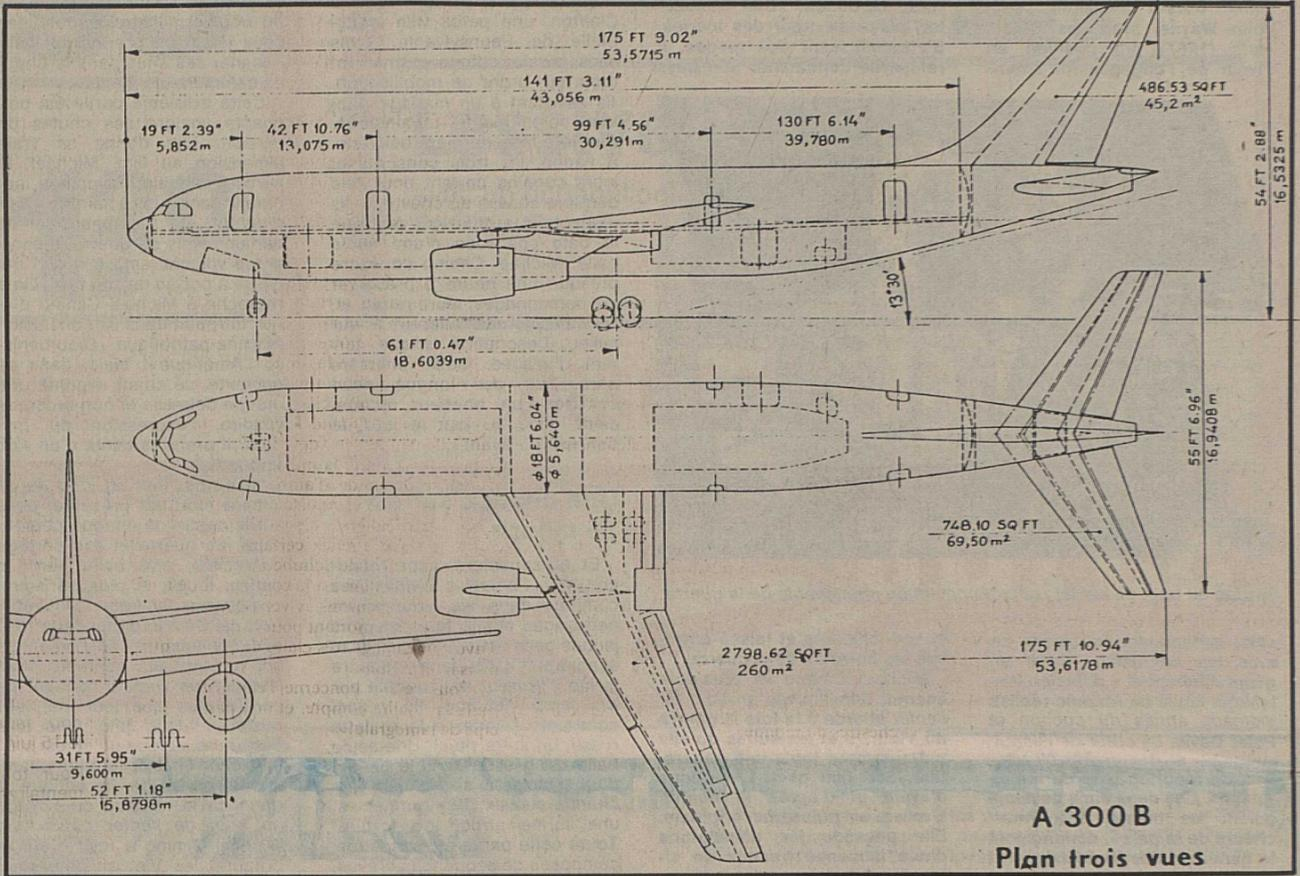 175 FT 9.02"
53,5715 m
141 FT 3.11"
43,056 m
486.53 SQ FT
45,2 m²
19 FT 2.39"
5,852 m
42 FT 10.76"
13,075 m
99 FT 4.56"
30,291 m
130 FT 6.14"
39,780 m
54 FT 2.88"
16,5325 m
13°30'
61 FT 0.47"
18,6039 m
ϕ 18 FT 6.04"
ϕ 5,640 m
55 FT 6.96"
16,9408 m
748.10 SQ FT
69,50 m²
2798.62 SQ FT
260 m²
175 FT 10.94"
53,6178 m
31 FT 5.95"
9,600 m
52 FT 1.18"
15,8798 m
A 300 B
Plan trois vues